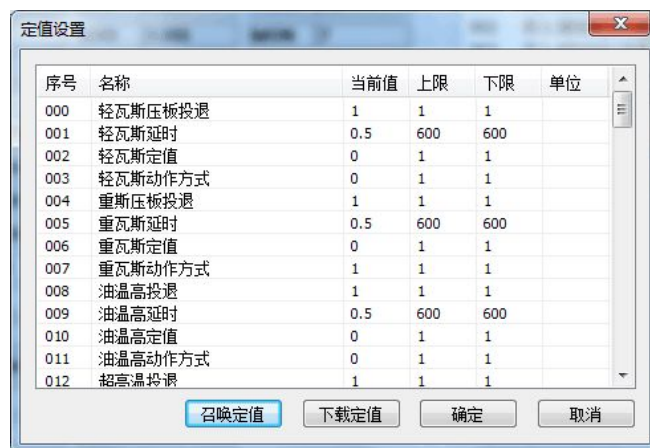 定值设置
序号 名称 当前值 上限 下限 单位
000 轻瓦斯压板投退 1 1 1
001 轻瓦斯延时 0.5 600 600
002 轻瓦斯定值 0 1 1
003 轻瓦斯动作方式 0 1 1
004 重斯压板投退 1 1 1
005 重瓦斯延时 0.5 600 600
006 重瓦斯定值 0 1 1
007 重瓦斯动作方式 1 1 1
008 油温高投退 1 1 1
009 油温高延时 0.5 600 600
010 油温高定值 0 1 1
011 油温高动作方式 0 1 1
012 超高温投退 1 1 1
召唤定值 下载定值 确定 取消